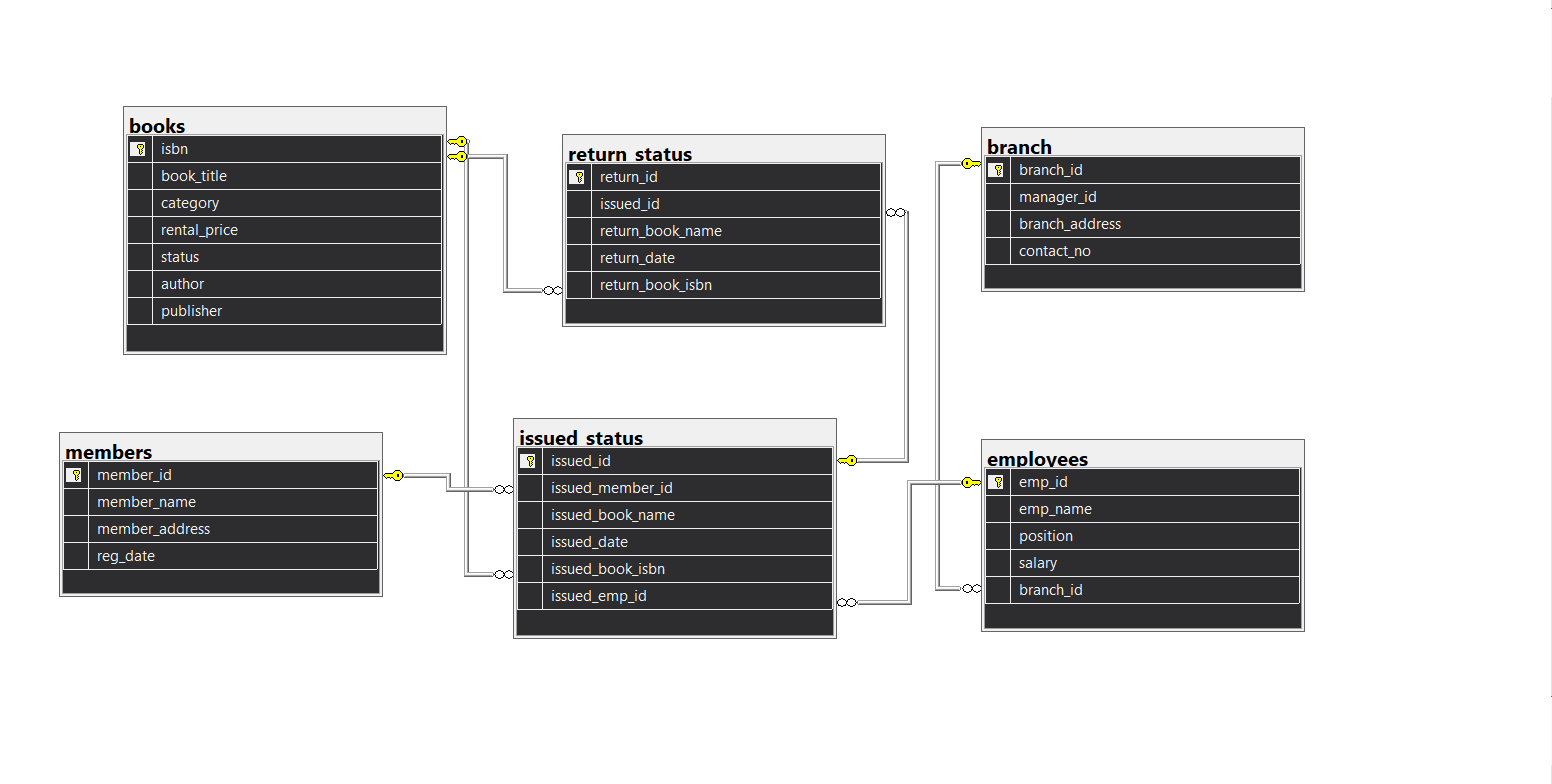 books
isbn
book_title
category
rental_price
status
author
publisher
return_status
return_id
issued_id
return_book_name
return_date
return_book_isbn
branch
branch_id
manager_id
branch_address
contact_no
members
member_id
member_name
member_address
reg_date
issued_status
issued_id
issued_member_id
issued_book_name
issued_date
issued_book_isbn
issued_emp_id
employees
emp_id
emp_name
position
salary
branch_id